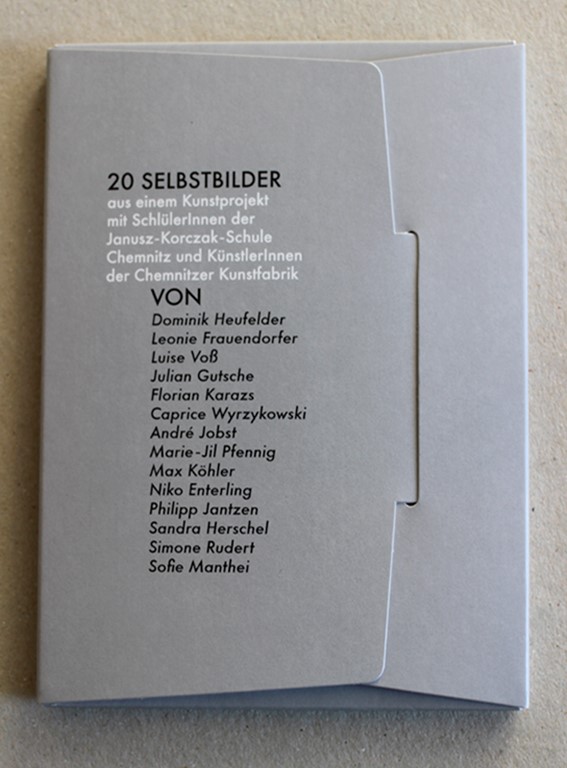 20 SELBSTBILDER
aus einem Kunstprojekt
mit SchlülerInnen der
Janusz-Korczak-Schule
Chemnitz und KünstlerInnen
der Chemnitzer Kunstfabrik
VON
Dominik Heufelder
Leonie Frauendorfer
Luise Voß
Julian Gutsche
Florian Karazs
Caprice Wyrzykowski
André Jobst
Marie-Jil Pfennig
Max Köhler
Niko Enterling
Philipp Jantzen
Sandra Herschel
Simone Rudert
Sofie Manthei